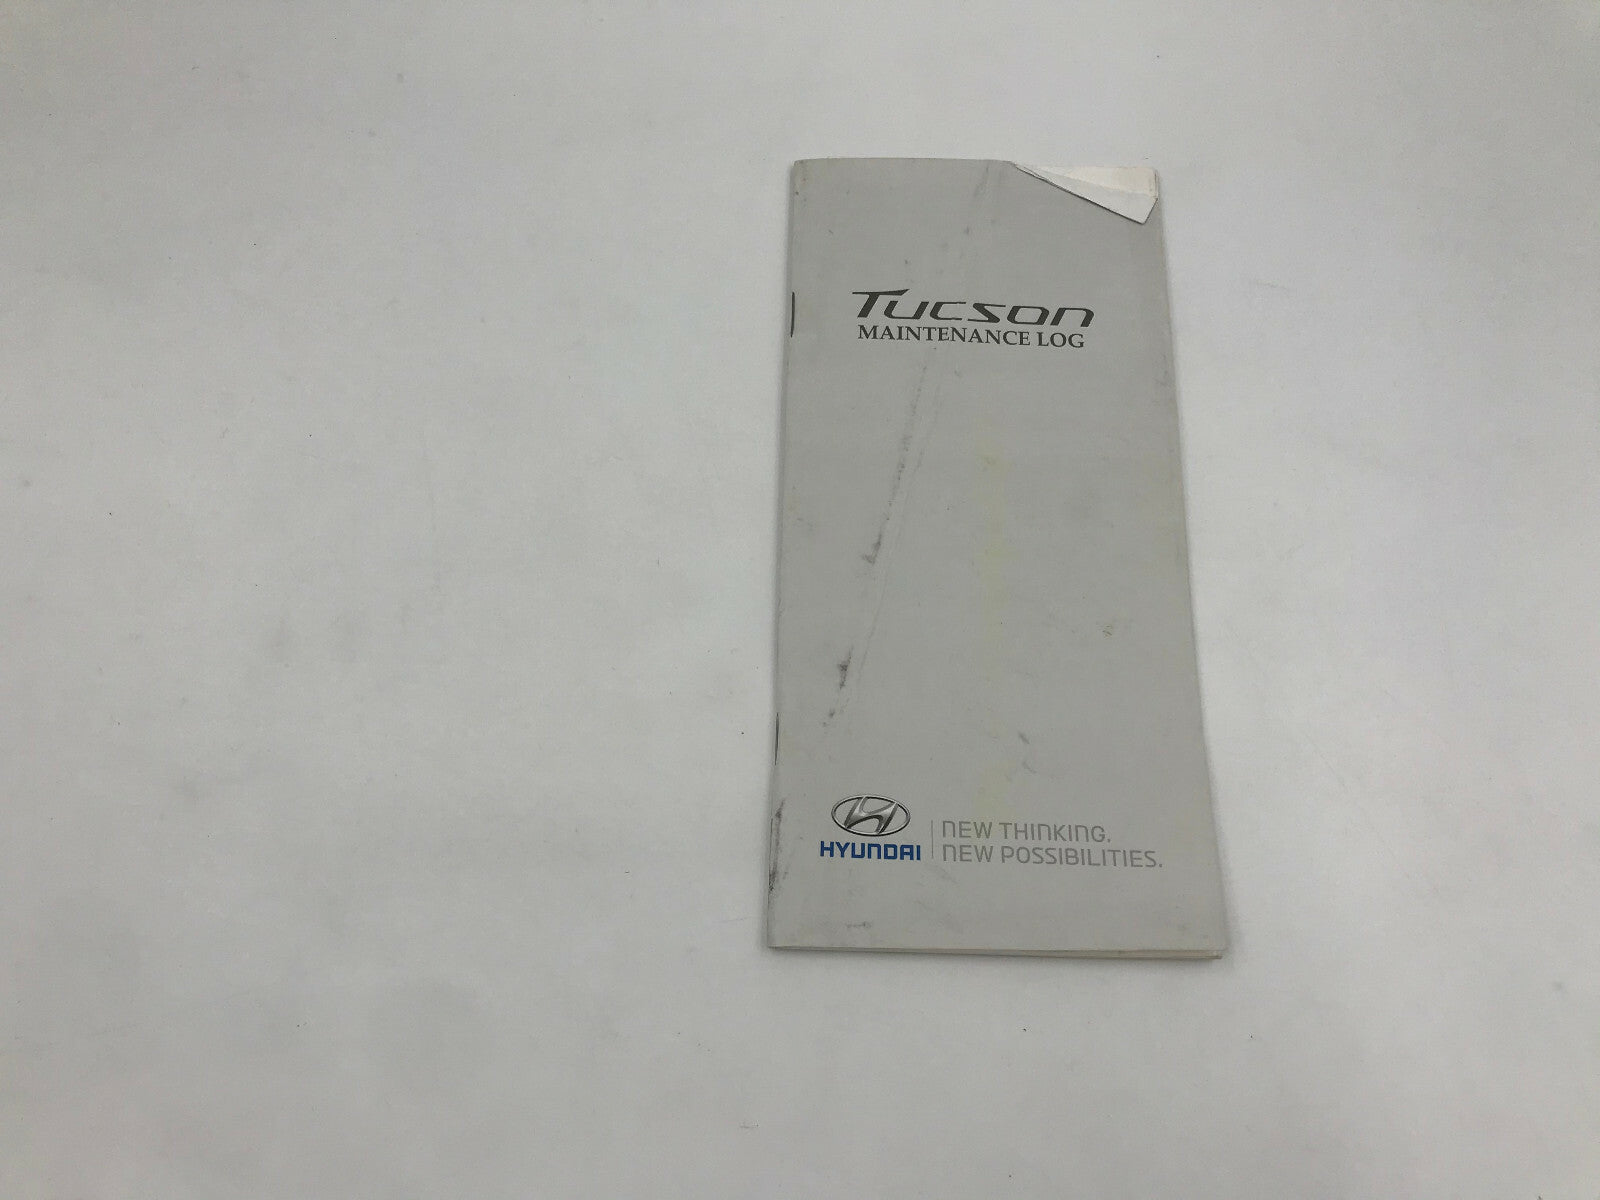 Tucson
MAINTENANCE LOG
HYUNDAI
NEW THINKING.
NEW POSSIBILITIES.